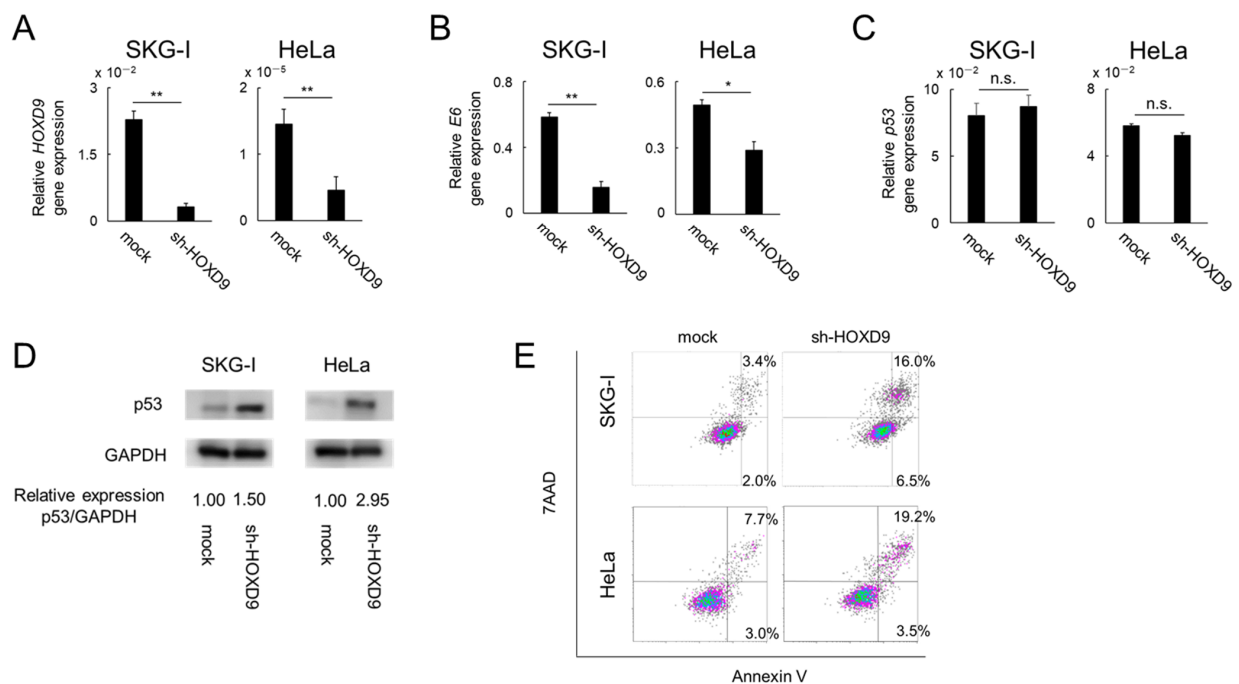 A
SKG-I
HeLa
x 10⁻²
x 10⁻⁵
Relative HOXD9
gene expression
3
1.5
0
**
mock
sh-HOXD9
2
1
0
**
mock
sh-HOXD9
B
SKG-I
HeLa
Relative E6
gene expression
0.8
0.4
0
**
mock
sh-HOXD9
0.6
0.3
0
*
mock
sh-HOXD9
C
SKG-I
HeLa
x 10⁻²
x 10⁻²
Relative p53
gene expression
10
5
0
n.s.
mock
sh-HOXD9
8
4
0
n.s.
mock
sh-HOXD9
D
SKG-I
HeLa
p53
GAPDH
Relative expression
p53/GAPDH
1.00 1.50 1.00 2.95
mock
sh-HOXD9
mock
sh-HOXD9
E
mock
sh-HOXD9
SKG-I
3.4%
2.0%
16.0%
6.5%
HeLa
7.7%
3.0%
19.2%
3.5%
7AAD
Annexin V